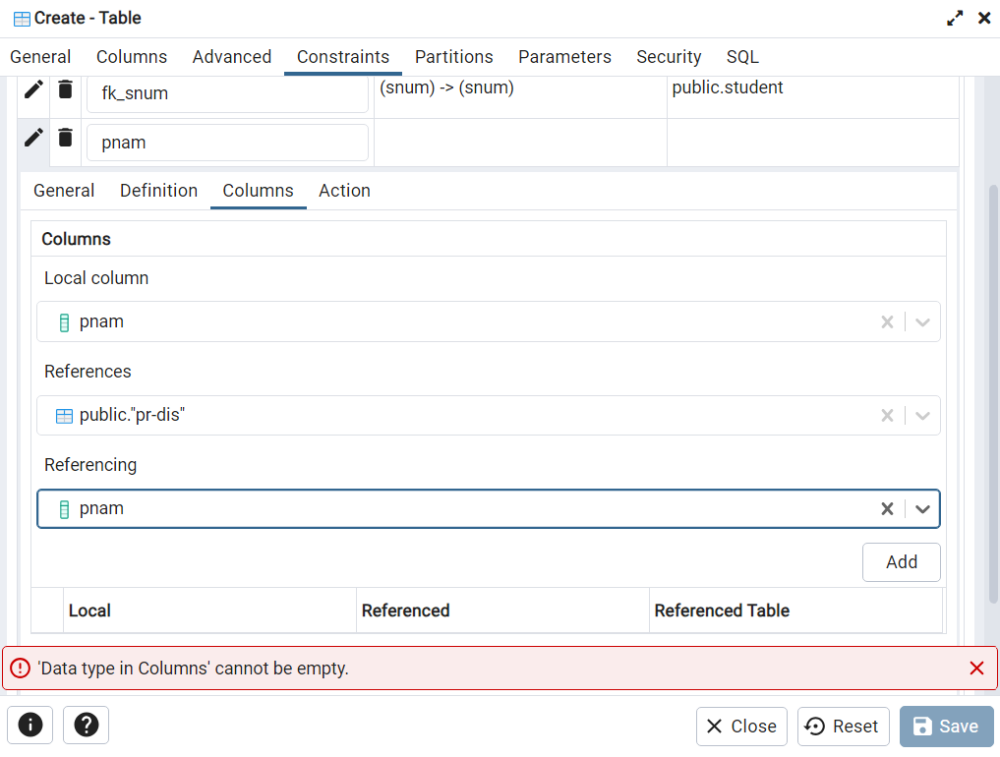 Create - Table
General Columns Advanced Constraints Partitions Parameters Security SQL
fk_snum (snum) -> (snum) public.student
pnam
General Definition Columns Action
Columns
Local column
pnam
References
public."pr-dis"
Referencing
pnam
Add
Local Referenced Referenced Table
'Data type in Columns' cannot be empty.
Close Reset Save